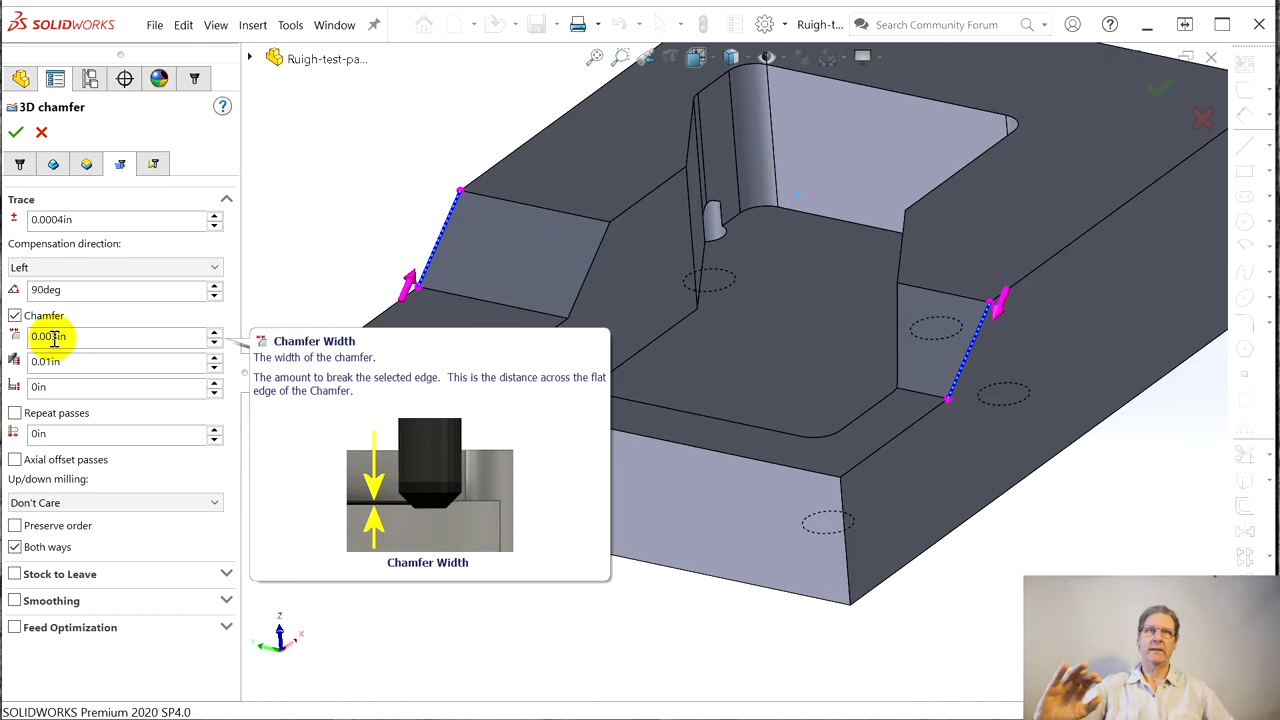 SOLIDWORKS File Edit View Insert Tools Window Ruigh-t... Search Community Forum
Ruigh-test-pa...
3D chamfer
Trace
0.0004in
Compensation direction:
Left
90deg
Chamfer
0.01in
0in
Repeat passes
0in
Axial offset passes
Up/down milling:
Don't Care
Preserve order
Both ways
Stock to Leave
Smoothing
Feed Optimization
Chamfer Width
The width of the chamfer.
The amount to break the selected edge. This is the distance across the flat
edge of the Chamfer.
Chamfer Width
Z
X
Y
SOLIDWORKS Premium 2020 SP4.0